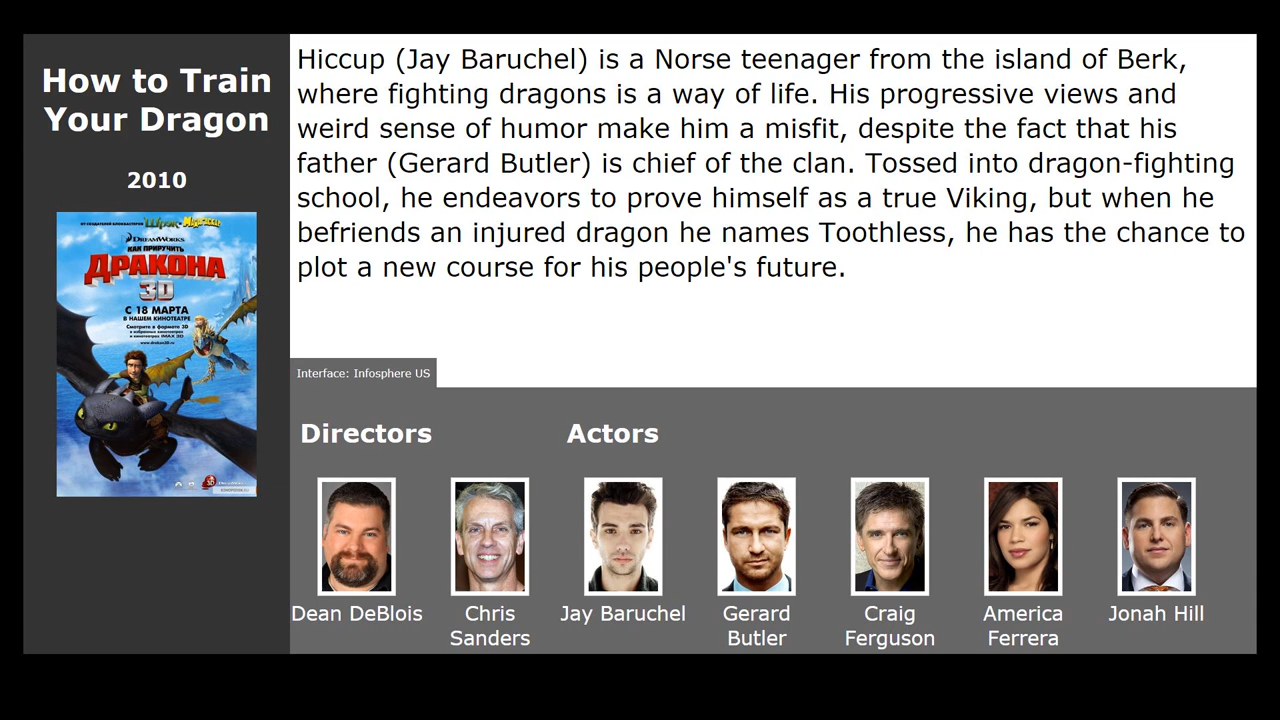 How to Train
Your Dragon
2010
ШРЭК
DREAMWORKS
КАК ПРИРУЧИТЬ
ДРАКОНА
3D
С 18 МАРТА
В НАШЕМ КИНОТЕАТРЕ
Смотрите в формате 3D
Hiccup (Jay Baruchel) is a Norse teenager from the island of Berk,
where fighting dragons is a way of life. His progressive views and
weird sense of humor make him a misfit, despite the fact that his
father (Gerard Butler) is chief of the clan. Tossed into dragon-fighting
school, he endeavors to prove himself as a true Viking, but when he
befriends an injured dragon he names Toothless, he has the chance to
plot a new course for his people's future.
Interface: Infosphere US
Directors
Actors
Dean DeBlois
Chris
Sanders
Jay Baruchel
Gerard
Butler
Craig
Ferguson
America
Ferrera
Jonah Hill